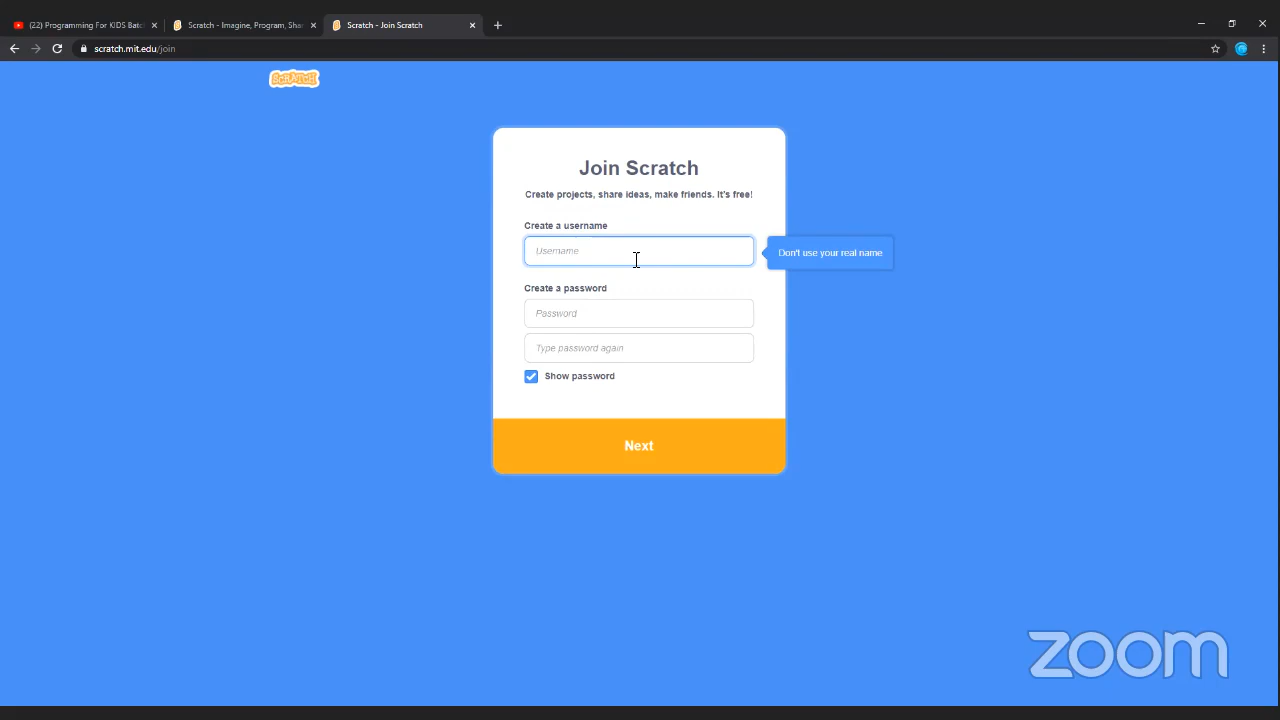 (22) Programming For KIDS Batc
Scratch - Imagine, Program, Sha
Scratch - Join Scratch
scratch.mit.edu/join
SCRATCH
Join Scratch
Create projects, share ideas, make friends. It's free!
Create a username
Username
Don't use your real name
Create a password
Password
Type password again
Show password
Next
zoom